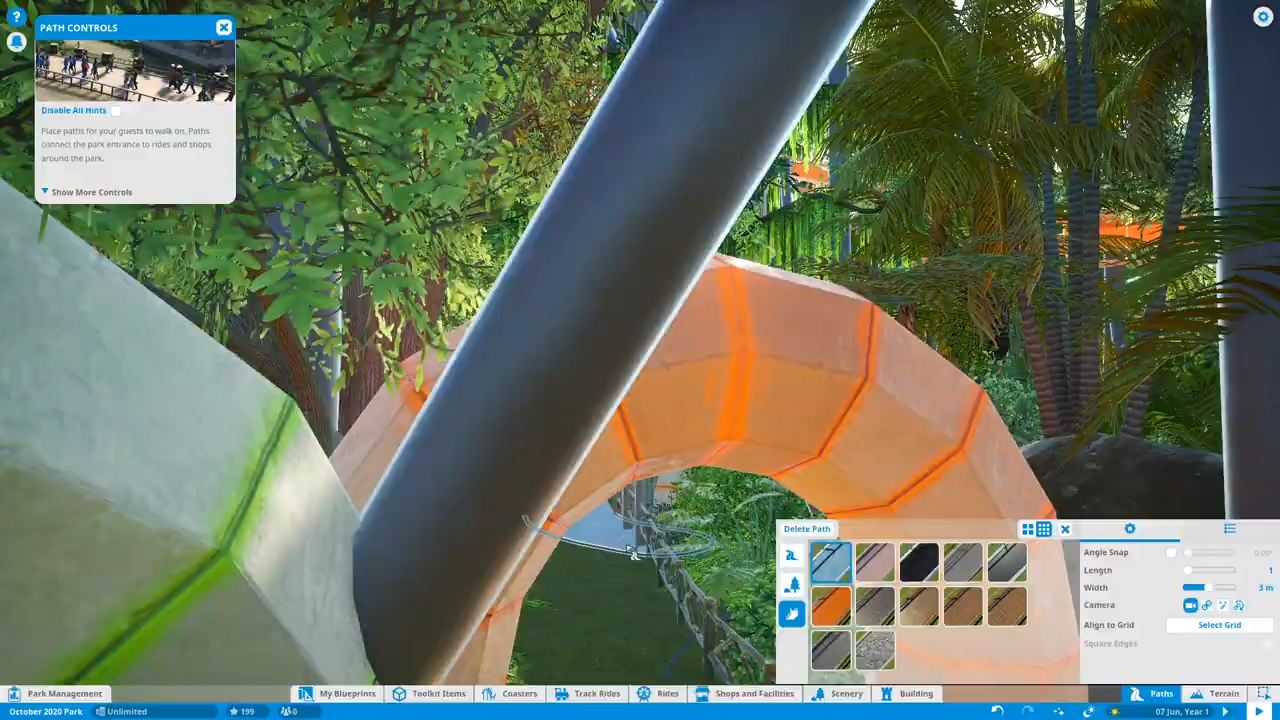 ?
PATH CONTROLS
Disable All Hints
Place paths for your guests to walk on. Paths
connect the park entrance to rides and shops
around the park.
Show More Controls
Delete Path
Angle Snap 0.00°
Length 1
Width 3 m
Camera
Align to Grid Select Grid
Square Edges
Park Management My Blueprints Toolkit Items Coasters Track Rides Rides Shops and Facilities Scenery Building Paths Terrain
October 2020 Park Unlimited 199 0 07 Jun, Year 1